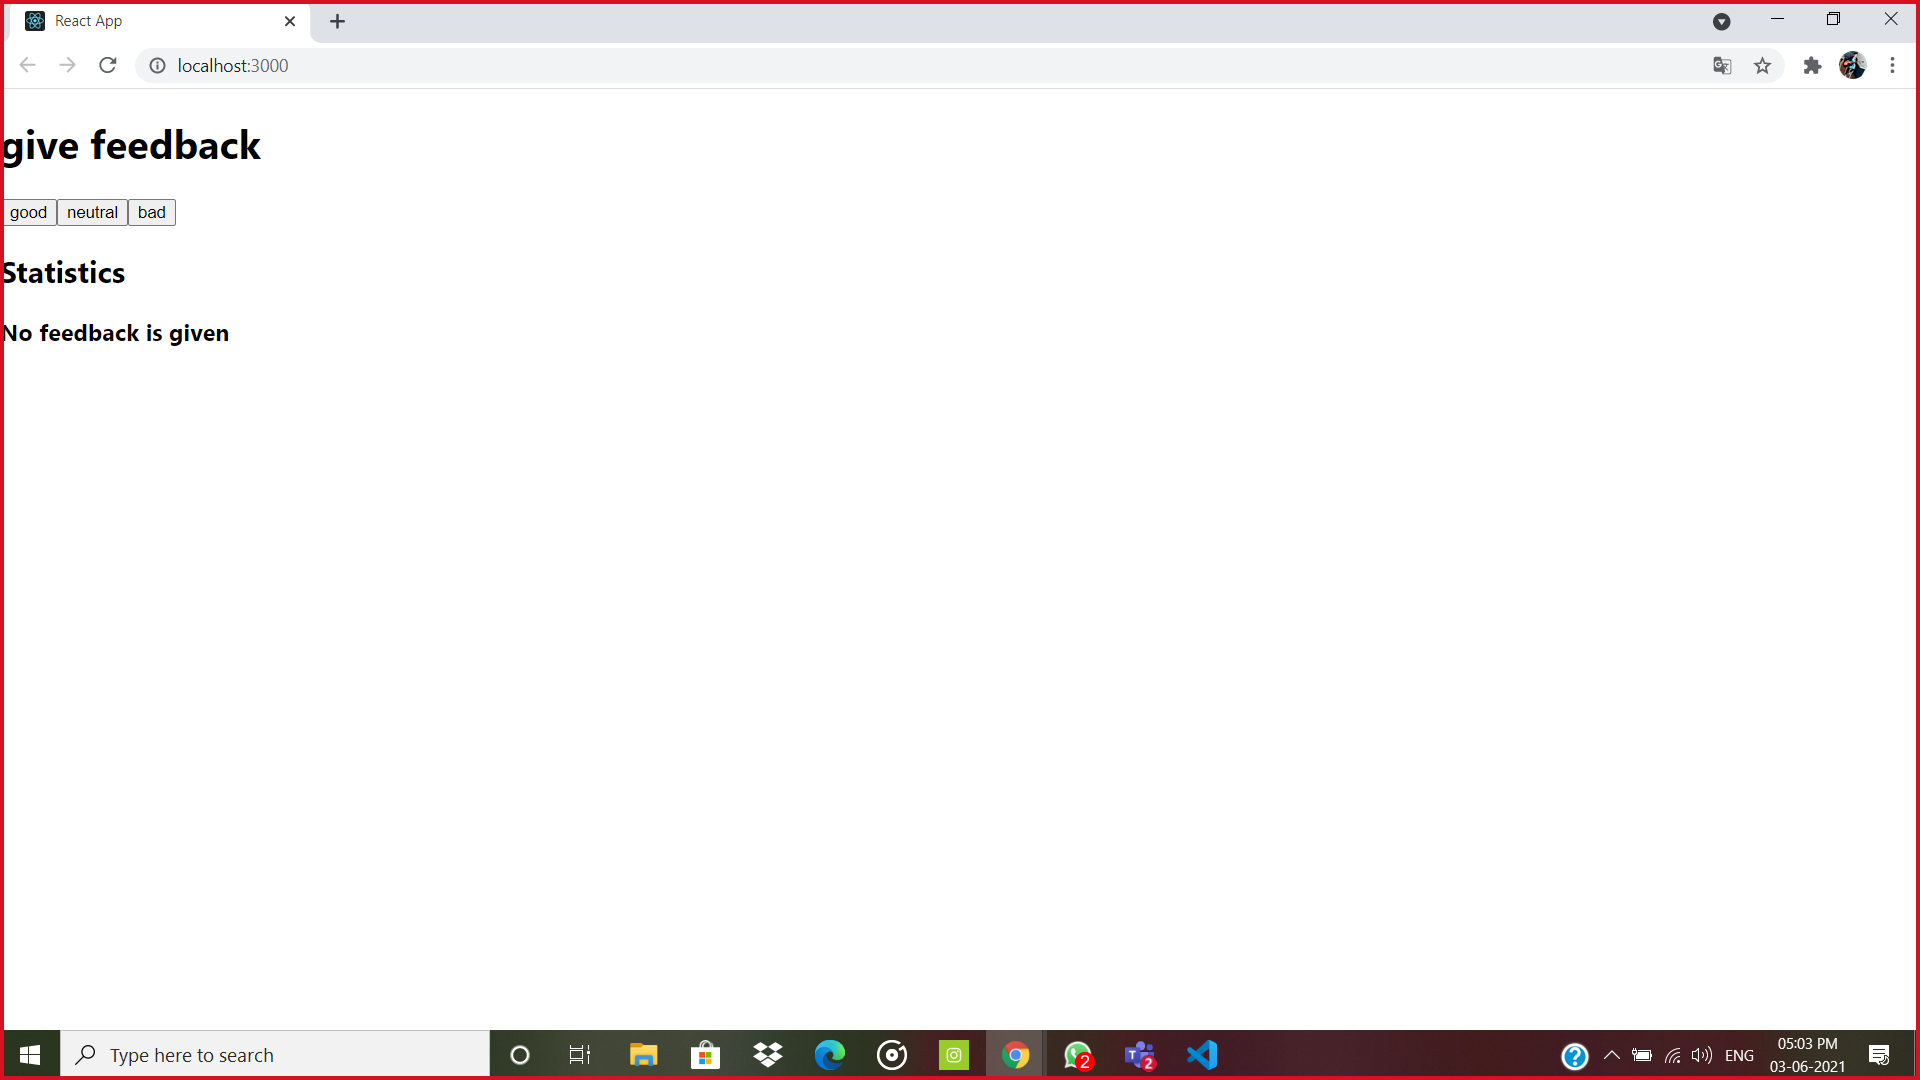 React App
localhost:3000
give feedback
good neutral bad
Statistics
No feedback is given
Type here to search
2
2
ENG
05:03 PM
03-06-2021